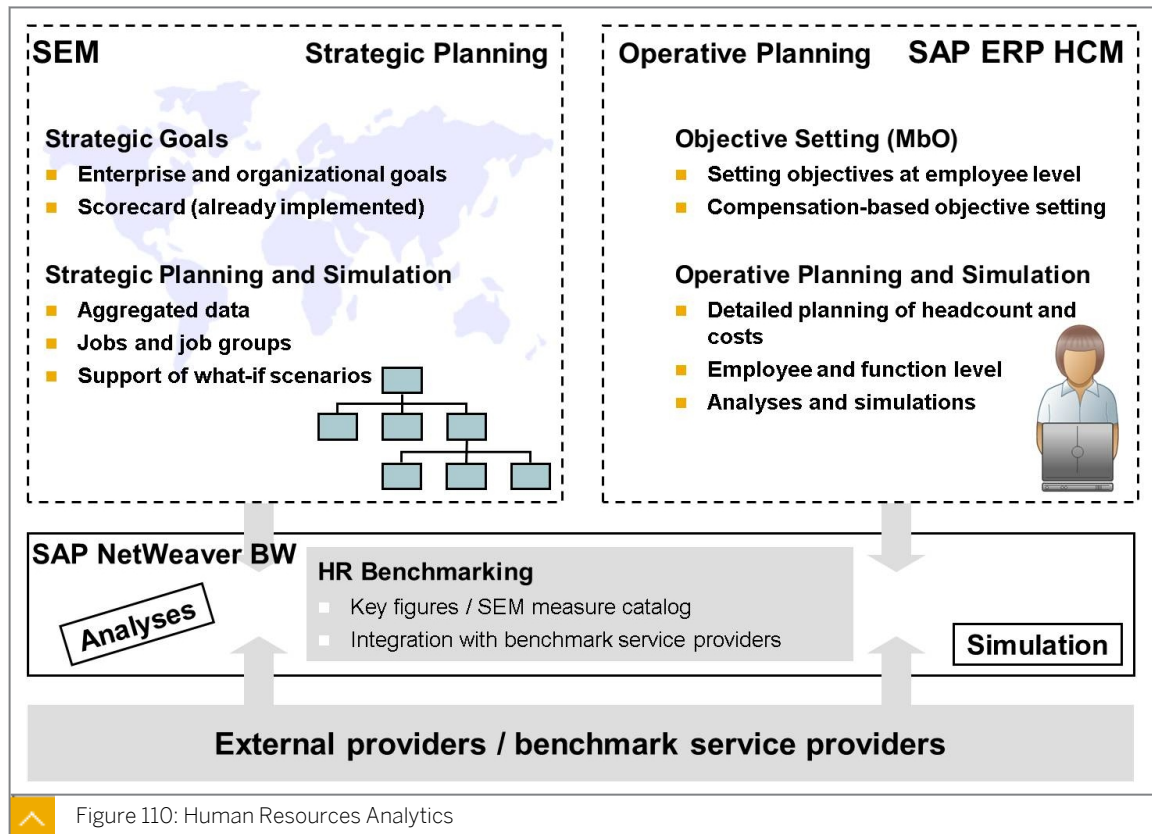 SEM
Strategic Planning
Strategic Goals
Enterprise and organizational goals
Scorecard (already implemented)
Strategic Planning and Simulation
Aggregated data
Jobs and job groups
Support of what-if scenarios
Operative Planning
SAP ERP HCM
Objective Setting (MbO)
Setting objectives at employee level
Compensation-based objective setting
Operative Planning and Simulation
Detailed planning of headcount and
costs
Employee and function level
Analyses and simulations
SAP NetWeaver BW
Analyses
HR Benchmarking
Key figures / SEM measure catalog
Integration with benchmark service providers
Simulation
External providers / benchmark service providers
Figure 110: Human Resources Analytics